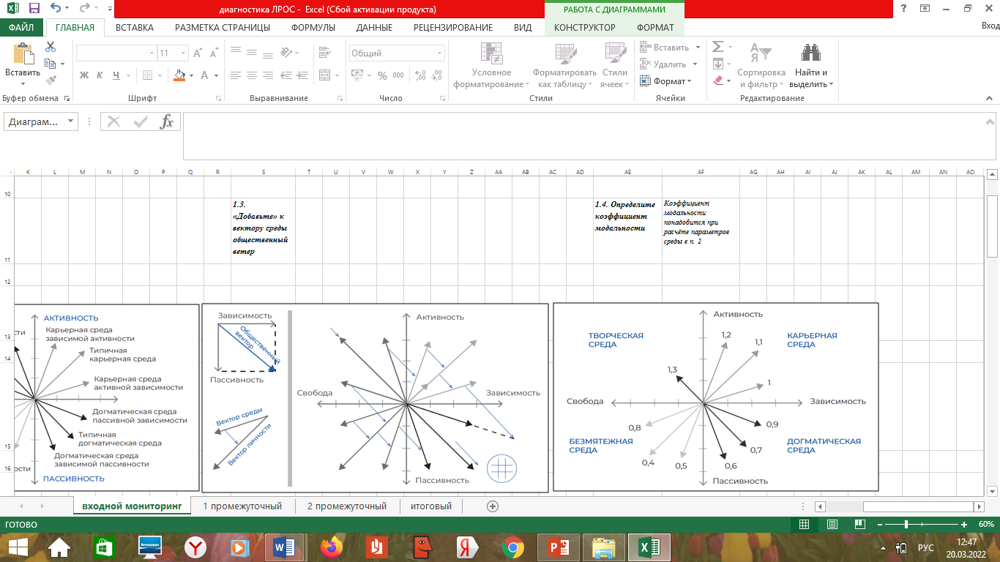 диагностика ЛРОС - Excel (Сбой активации продукта)
РАБОТА С ДИАГРАММАМИ
?
Вход
ФАЙЛ
ГЛАВНАЯ
ВСТАВКА
РАЗМЕТКА СТРАНИЦЫ
ФОРМУЛЫ
ДАННЫЕ
РЕЦЕНЗИРОВАНИЕ
ВИД
КОНСТРУКТОР
ФОРМАТ
Вставить
11
Ж К Ч
Общий
% 000
Условное
форматирование
Форматировать
как таблицу
Стили
ячеек
Вставить
Удалить
Формат
Сортировка
и фильтр
Найти и
выделить
Буфер обмена
Шрифт
Выравнивание
Число
Стили
Ячейки
Редактирование
Диаграм...
fx
K L M N O P Q R S T U V W X Y Z AA AB AC AD AE AF AG AH AI AJ AK AL AM AN AO
10
11
12
13
14
15
16
1.3.
«Добавьте» к
вектору среды
общественный
ветер
1.4. Определите
коэффициент
модальности
Коэффициент
модальности
понадобится при
расчёте параметров
среды в п. 2
АКТИВНОСТЬ
Карьерная среда
зависимой активности
Типичная
карьерная среда
Карьерная среда
активной зависимости
Догматическая среда
пассивной зависимости
Типичная
догматическая среда
Догматическая среда
зависимой пассивности
ПАССИВНОСТЬ
сти
ости
Зависимость
Общественный
вектор
Пассивность
Вектор среды
Вектор личности
Активность
Свобода
Зависимость
Пассивность
Активность
ТВОРЧЕСКАЯ
СРЕДА
КАРЬЕРНАЯ
СРЕДА
1,2
1,1
1,3
1
Свобода
Зависимость
0,8
0,9
БЕЗМЯТЕЖНАЯ
СРЕДА
ДОГМАТИЧЕСКАЯ
СРЕДА
0,7
0,4
0,5
0,6
Пассивность
входной мониторинг
1 промежуточный
2 промежуточный
итоговый
ГОТОВО
60%
lenovo
РУС
12:47
20.03.2022